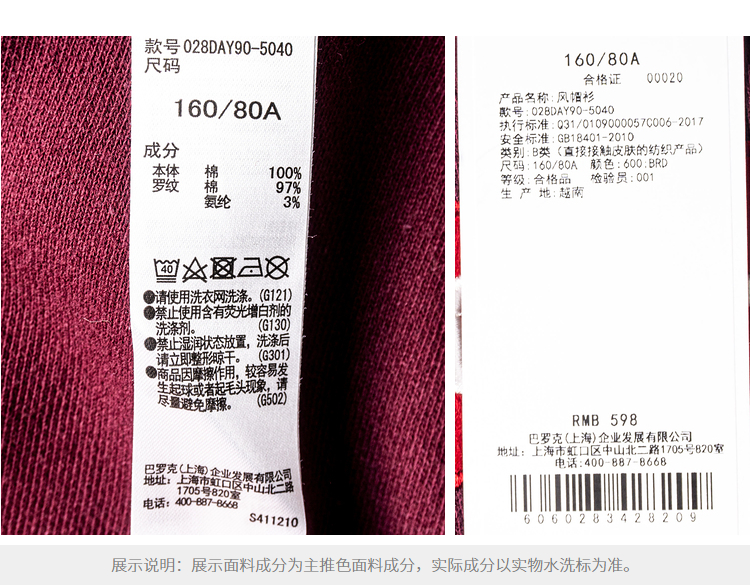 款号028DAY90-5040
尺码
160/80A
成分
本体 棉 100%
罗纹 棉 97%
氨纶 3%
40
●请使用洗衣网洗涤。(G121)
●禁止使用含有荧光增白剂的
洗涤剂。 (G130)
●禁止湿润状态放置，洗涤后
请立即整形晾干。 (G301)
●商品因摩擦作用，较容易发
生起球或者起毛头现象，请
尽量避免摩擦。 (G502)
巴罗克(上海)企业发展有限公司
地址：上海市虹口区中山北二路
1705号820室
电话：400-887-8668
S411210
160/80A
合格证 00020
产品名称:风帽衫
款号:028DAY90-5040
执行标准:Q31/0109000057C006-2017
安全标准:GB18401-2010
类别:B类（直接接触皮肤的纺织产品）
尺码:160/80A 颜色:600:BRD
等级:合格品 检验员:001
生 产 地:越南
RMB 598
巴罗克(上海)企业发展有限公司
地址：上海市虹口区中山北二路1705号820室
电话:400-887-8668
6060283428209
展示说明：展示面料成分为主推色面料成分，实际成分以实物水洗标为准。